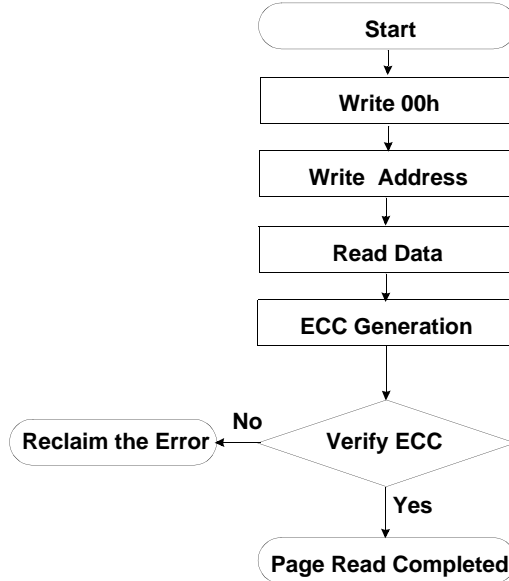 Start
Write 00h
Write Address
Read Data
ECC Generation
No
Reclaim the Error
Verify ECC
Yes
Page Read Completed